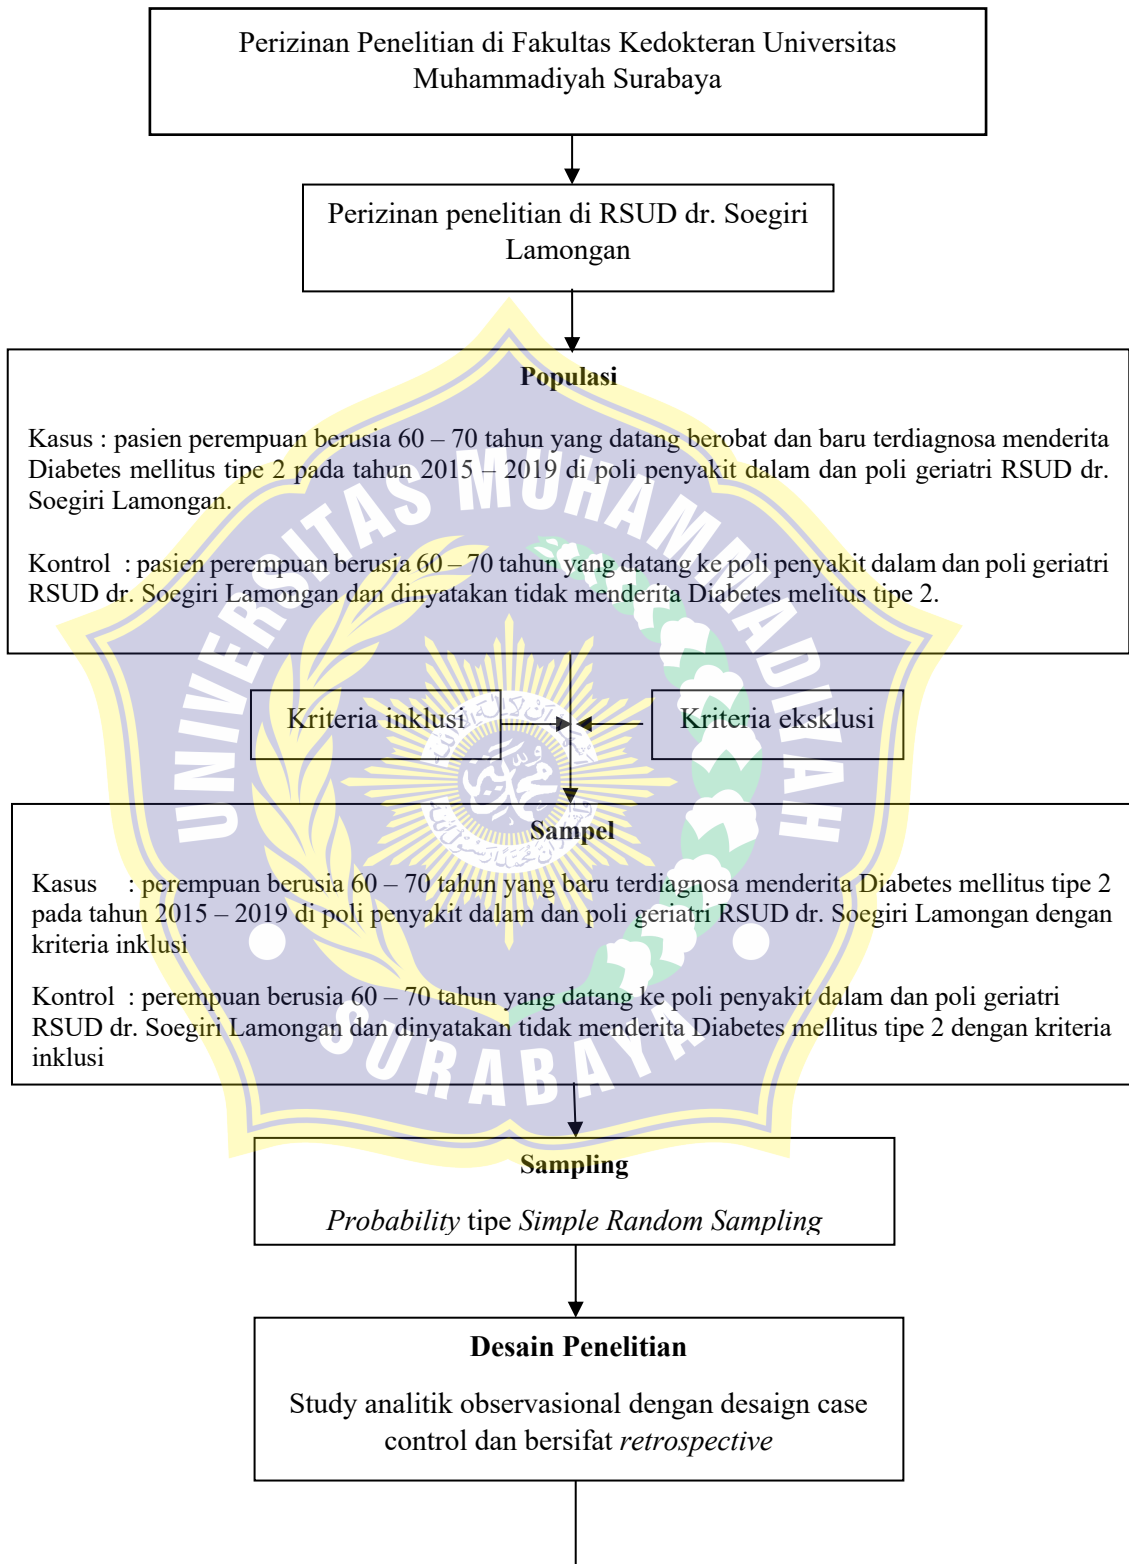 Perizinan Penelitian di Fakultas Kedokteran Universitas
Muhammadiyah Surabaya
Perizinan penelitian di RSUD dr. Soegiri
Lamongan
Populasi
Kasus : pasien perempuan berusia 60 – 70 tahun yang datang berobat dan baru terdiagnosa menderita
Diabetes mellitus tipe 2 pada tahun 2015 – 2019 di poli penyakit dalam dan poli geriatri RSUD dr.
Soegiri Lamongan.
Kontrol : pasien perempuan berusia 60 – 70 tahun yang datang ke poli penyakit dalam dan poli geriatri
RSUD dr. Soegiri Lamongan dan dinyatakan tidak menderita Diabetes melitus tipe 2.
Kriteria inklusi
Kriteria eksklusi
Sampel
Kasus : perempuan berusia 60 – 70 tahun yang baru terdiagnosa menderita Diabetes mellitus tipe 2
pada tahun 2015 – 2019 di poli penyakit dalam dan poli geriatri RSUD dr. Soegiri Lamongan dengan
kriteria inklusi
Kontrol : perempuan berusia 60 – 70 tahun yang datang ke poli penyakit dalam dan poli geriatri
RSUD dr. Soegiri Lamongan dan dinyatakan tidak menderita Diabetes mellitus tipe 2 dengan kriteria
inklusi
Sampling
Probability tipe Simple Random Sampling
Desain Penelitian
Study analitik observasional dengan desaign case
control dan bersifat retrospective
UNIVERSITAS MUHAMMADIYAH
SURABAYA